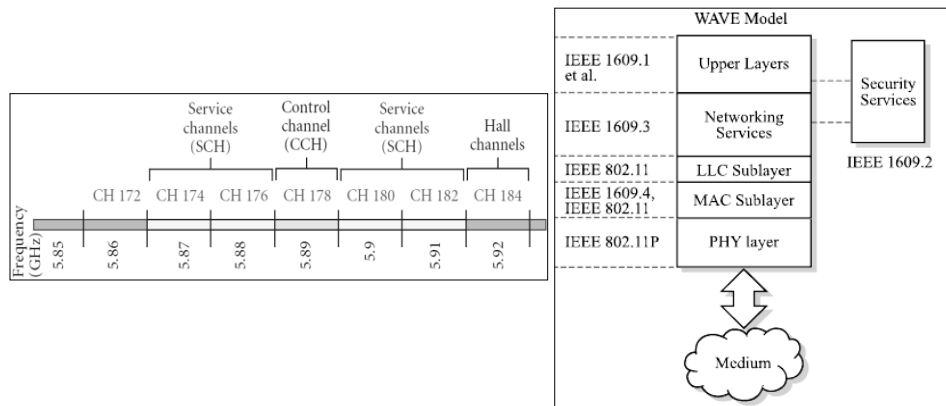 Service
channels
(SCH)
Control
channel
(CCH)
Service
channels
(SCH)
Hall
channels
CH 172
CH 174
CH 176
CH 178
CH 180
CH 182
CH 184
Frequency
(GHz)
5.85
5.86
5.87
5.88
5.89
5.9
5.91
5.92
WAVE Model
IEEE 1609.1
et al.
Upper Layers
Security
Services
IEEE 1609.3
Networking
Services
IEEE 1609.2
IEEE 802.11
LLC Sublayer
IEEE 1609.4,
IEEE 802.11
MAC Sublayer
IEEE 802.11P
PHY layer
Medium